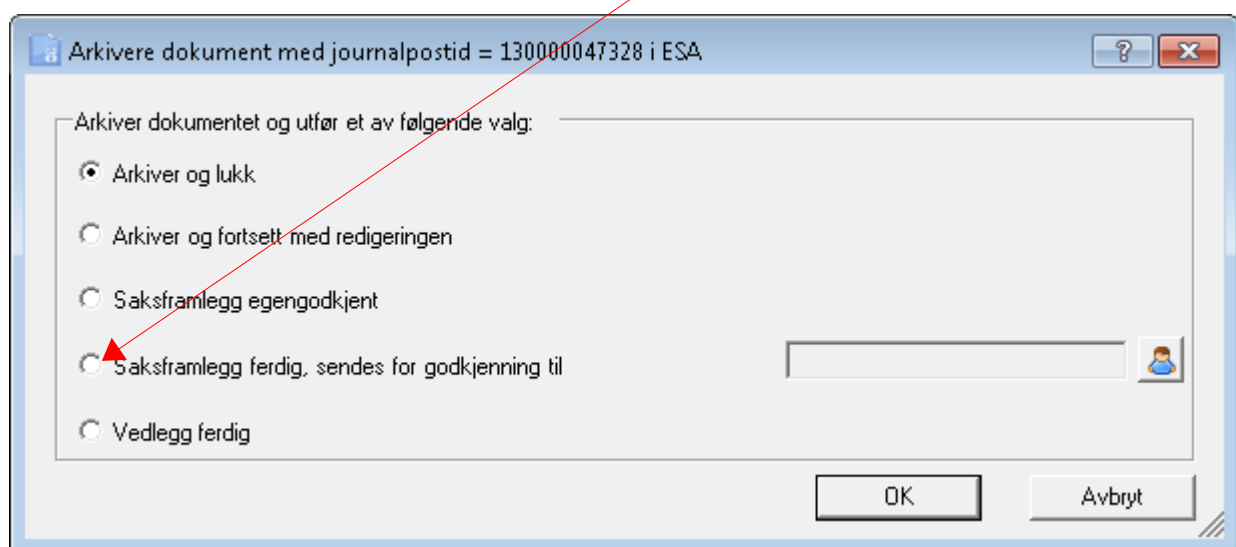 Arkivere dokument med journalpostid = 130000047328 i ESA
Arkiver dokumentet og utfør et av følgende valg:
Arkiver og lukk
Arkiver og fortsett med redigeringen
Saksframlegg egengodkjent
Saksframlegg ferdig, sendes for godkjenning til
Vedlegg ferdig
OK Avbryt